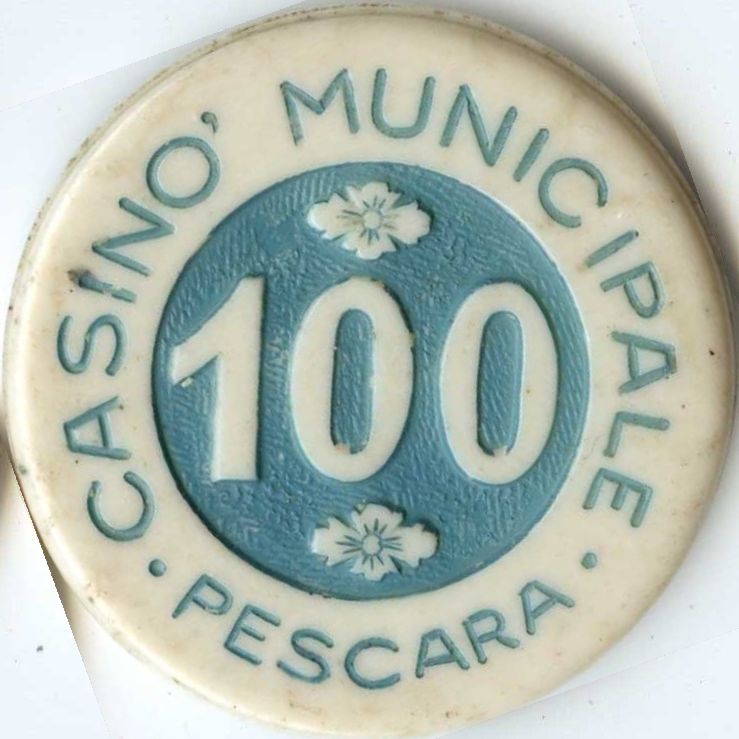 CASINO' MUNICIPALE
100
• PESCARA •